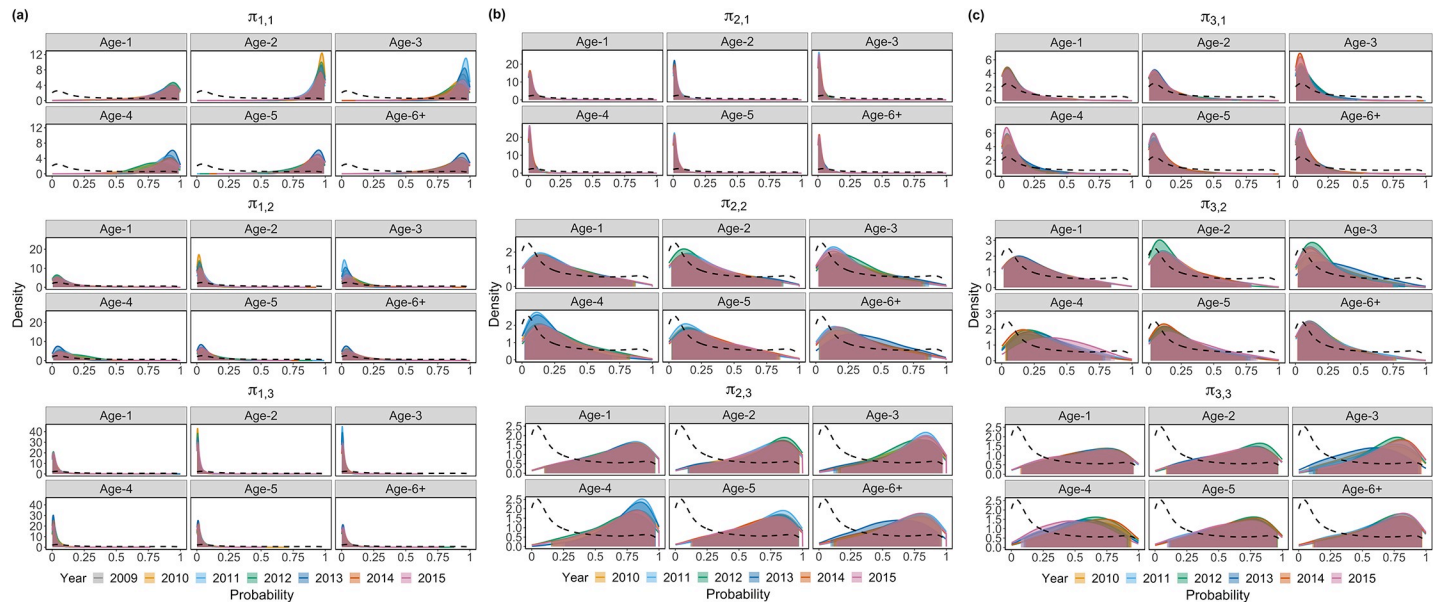 (a)
π1,1
Age-1 Age-2 Age-3
12
8
4
0
Age-4 Age-5 Age-6+
12
8
4
0
0 0.25 0.5 0.75 1 0 0.25 0.5 0.75 1 0 0.25 0.5 0.75 1
π1,2
Age-1 Age-2 Age-3
20
10
0
Age-4 Age-5 Age-6+
20
10
0
0 0.25 0.5 0.75 1 0 0.25 0.5 0.75 1 0 0.25 0.5 0.75 1
Density
π1,3
Age-1 Age-2 Age-3
40
30
20
10
0
Age-4 Age-5 Age-6+
40
30
20
10
0
0 0.25 0.5 0.75 1 0 0.25 0.5 0.75 1 0 0.25 0.5 0.75 1
Year 2009 2010 2011 2012 2013 2014 2015
Probability
(b)
π2,1
Age-1 Age-2 Age-3
20
10
0
Age-4 Age-5 Age-6+
20
10
0
0 0.25 0.5 0.75 1 0 0.25 0.5 0.75 1 0 0.25 0.5 0.75 1
π2,2
Age-1 Age-2 Age-3
2
1
0
Age-4 Age-5 Age-6+
2
1
0
0 0.25 0.5 0.75 1 0 0.25 0.5 0.75 1 0 0.25 0.5 0.75 1
Density
π2,3
Age-1 Age-2 Age-3
2.5
2.0
1.5
1.0
0.5
0.0
Age-4 Age-5 Age-6+
2.5
2.0
1.5
1.0
0.5
0.0
0 0.25 0.5 0.75 1 0 0.25 0.5 0.75 1 0 0.25 0.5 0.75 1
Year 2010 2011 2012 2013 2014 2015
Probability
(c)
π3,1
Age-1 Age-2 Age-3
6
4
2
0
Age-4 Age-5 Age-6+
6
5
4
3
2
1
0
0 0.25 0.5 0.75 1 0 0.25 0.5 0.75 1 0 0.25 0.5 0.75 1
π3,2
Age-1 Age-2 Age-3
3
2
1
0
Age-4 Age-5 Age-6+
3
2
1
0
0 0.25 0.5 0.75 1 0 0.25 0.5 0.75 1 0 0.25 0.5 0.75 1
Density
π3,3
Age-1 Age-2 Age-3
2.5
2.0
1.5
1.0
0.5
0.0
Age-4 Age-5 Age-6+
2.5
2.0
1.5
1.0
0.5
0.0
0 0.25 0.5 0.75 1 0 0.25 0.5 0.75 1 0 0.25 0.5 0.75 1
Year 2010 2011 2012 2013 2014 2015
Probability